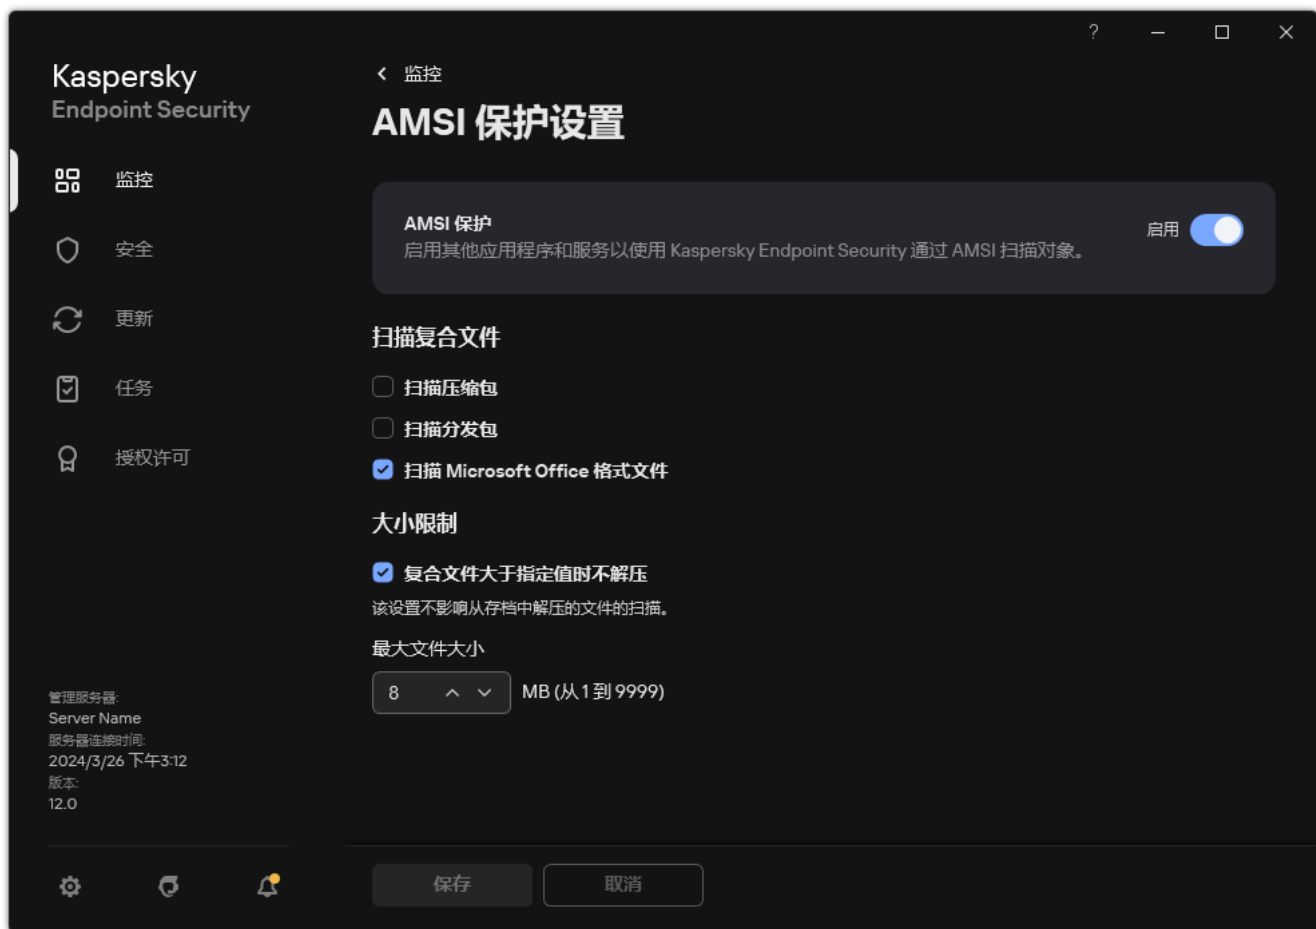 ?
Kaspersky
Endpoint Security
监控
安全
更新
任务
授权许可
管理服务器:
Server Name
服务器连接时间:
2024/3/26 下午3:12
版本:
12.0
监控
AMSI 保护设置
AMSI 保护
启用其他应用程序和服务以使用 Kaspersky Endpoint Security 通过 AMSI 扫描对象。
启用
扫描复合文件
扫描压缩包
扫描分发包
扫描 Microsoft Office 格式文件
大小限制
复合文件大于指定值时不解压
该设置不影响从存档中解压的文件的扫描。
最大文件大小
8 MB (从 1 到 9999)
保存 取消